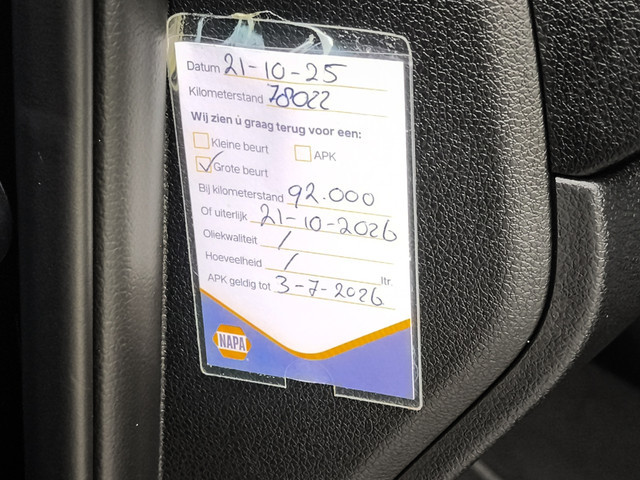 Datum 21-10-25
Kilometerstand 78022
Wij zien ú graag terug voor een:
Kleine beurt APK
Grote beurt
Bij kilometerstand 92.000
Of uiterlijk 21-10-2026
Oliekwaliteit /
Hoeveelheid / ltr.
APK geldig tot 3-7-2026
NAPA